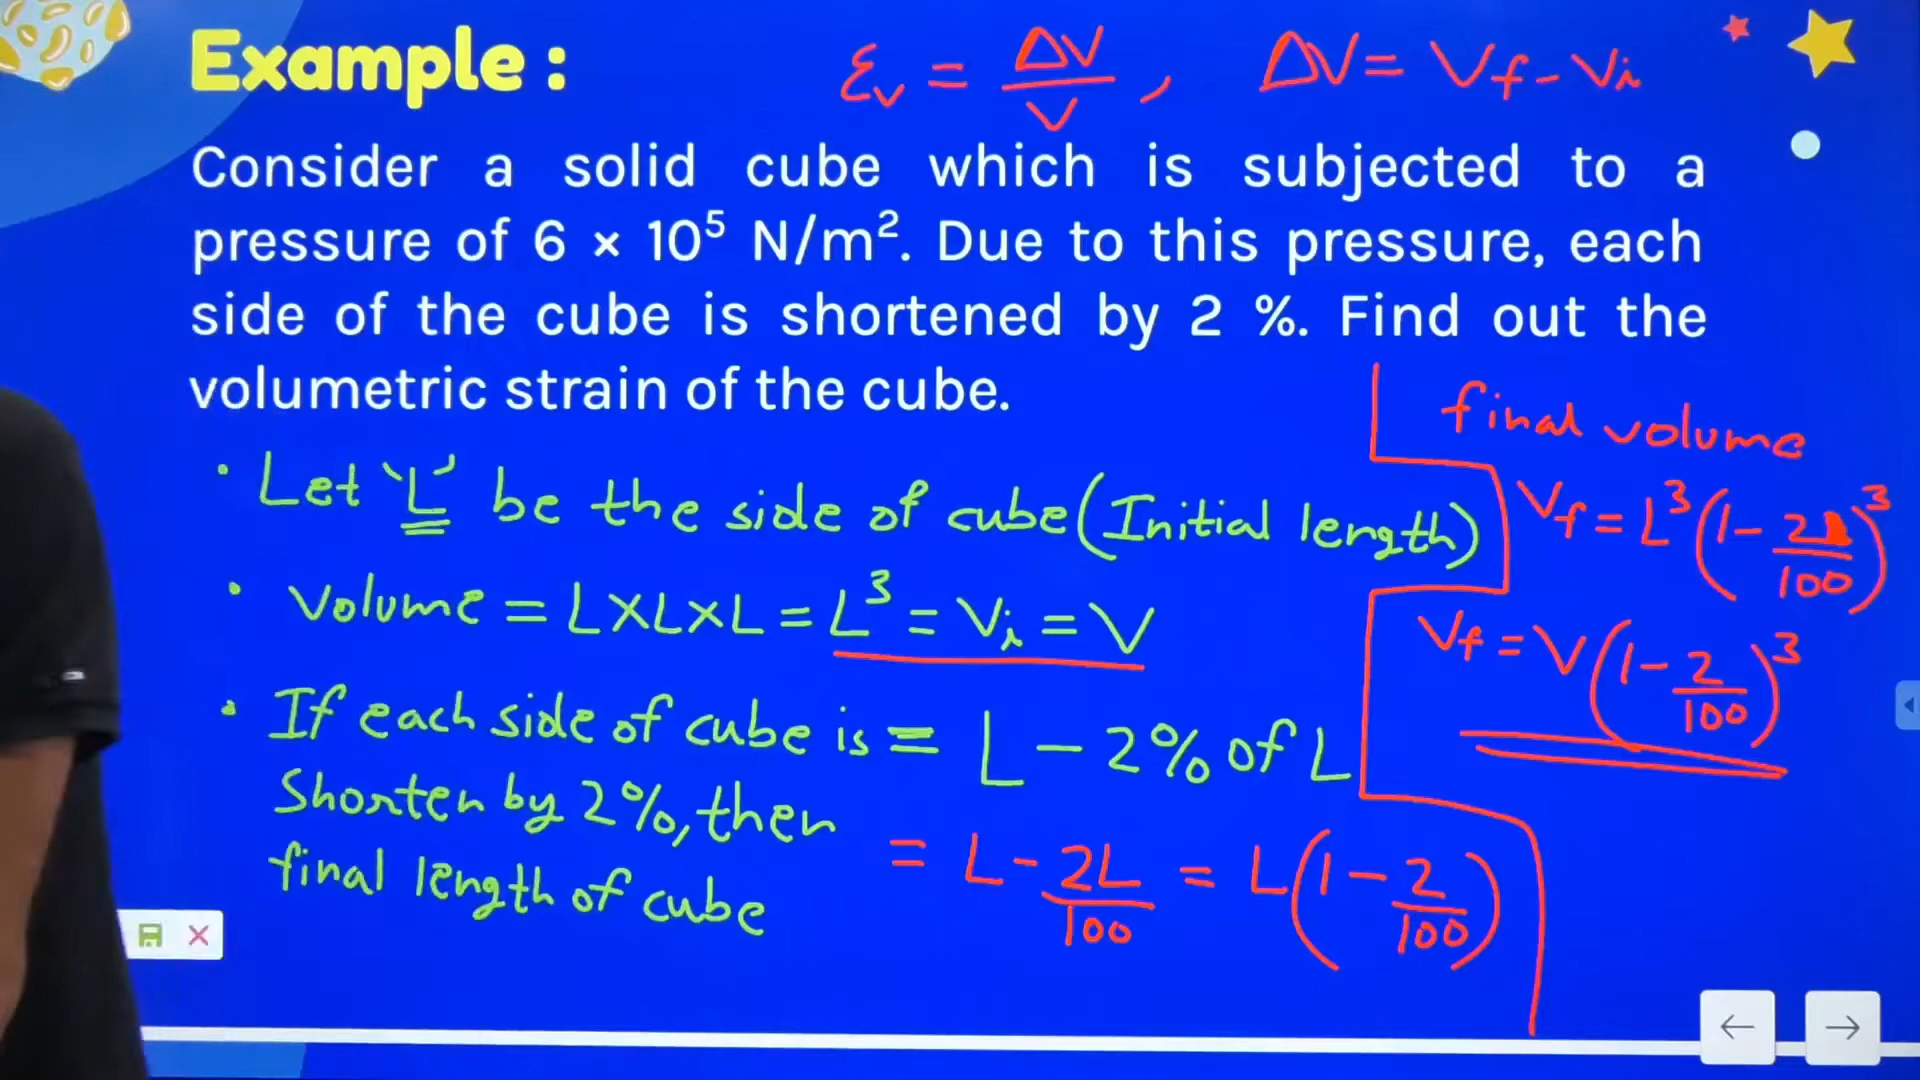 Example :
εv = ΔV/V , ΔV = Vf - Vi
Consider a solid cube which is subjected to a
pressure of 6 × 10⁵ N/m². Due to this pressure, each
side of the cube is shortened by 2 %. Find out the
volumetric strain of the cube.
• Let 'L' be the side of cube (Initial length)
• Volume = L×L×L = L³ = Vi = V
• If each side of cube is = L - 2% of L
Shorten by 2%, then
final length of cube
= L - 2L/100 = L(1 - 2/100)
final volume
Vf = L³(1 - 2/100)³
Vf = V(1 - 2/100)³